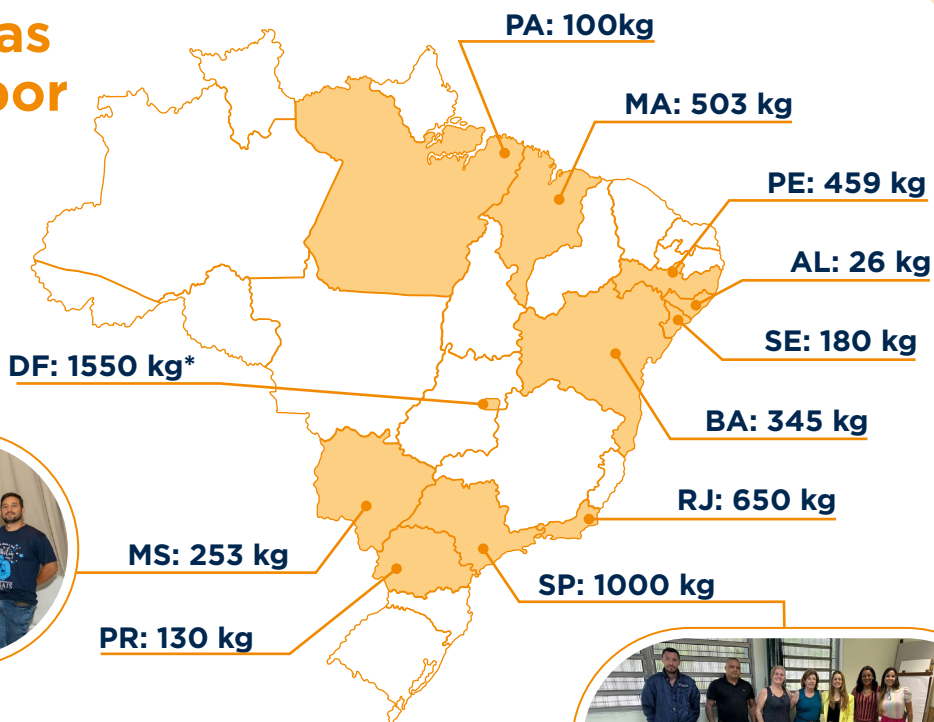 as
por
PA: 100kg
MA: 503 kg
PE: 459 kg
AL: 26 kg
SE: 180 kg
DF: 1550 kg*
BA: 345 kg
RJ: 650 kg
MS: 253 kg
SP: 1000 kg
PR: 130 kg